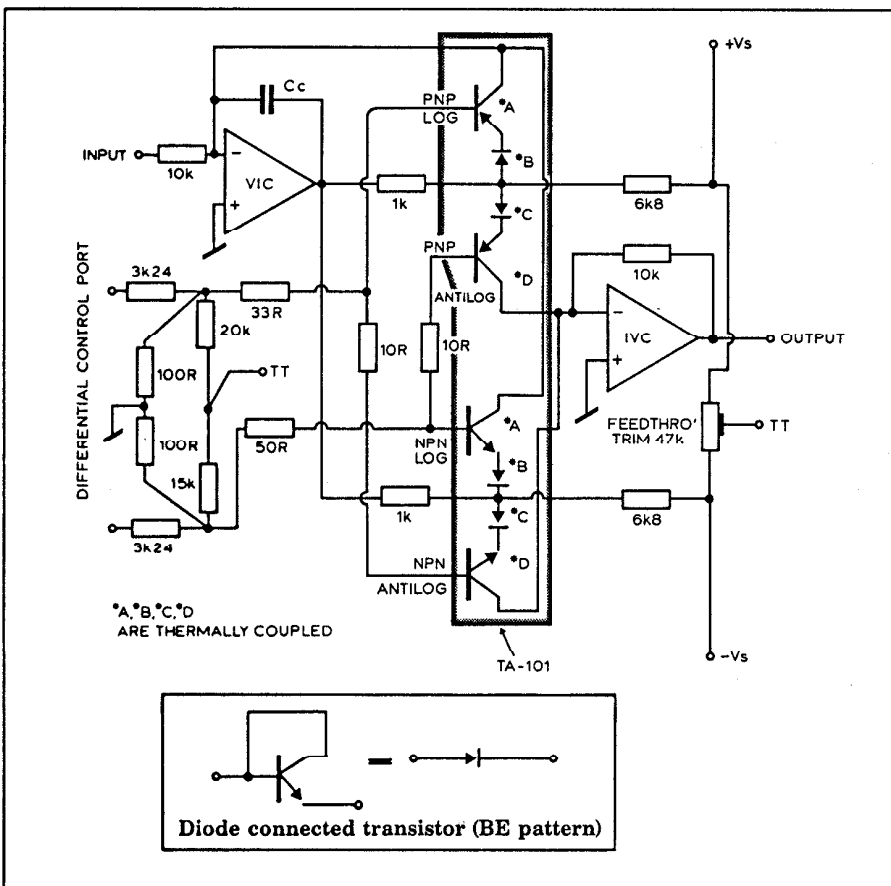 +Vs
Cc
PNP
LOG
*A
INPUT
10k
VIC
*B
1k
6k8
*C
PNP
10k
DIFFERENTIAL CONTROL PORT
3k24
*D
33R
ANTILOG
20k
IVC
OUTPUT
10R
10R
100R
TT
*A
FEEDTHRO'
TRIM 47k
TT
100R
50R
NPN
LOG
*B
15k
*C
1k
6k8
3k24
NPN
*D
ANTILOG
*A,*B,*C,*D
ARE THERMALLY COUPLED
TA-101
-Vs
Diode connected transistor (BE pattern)